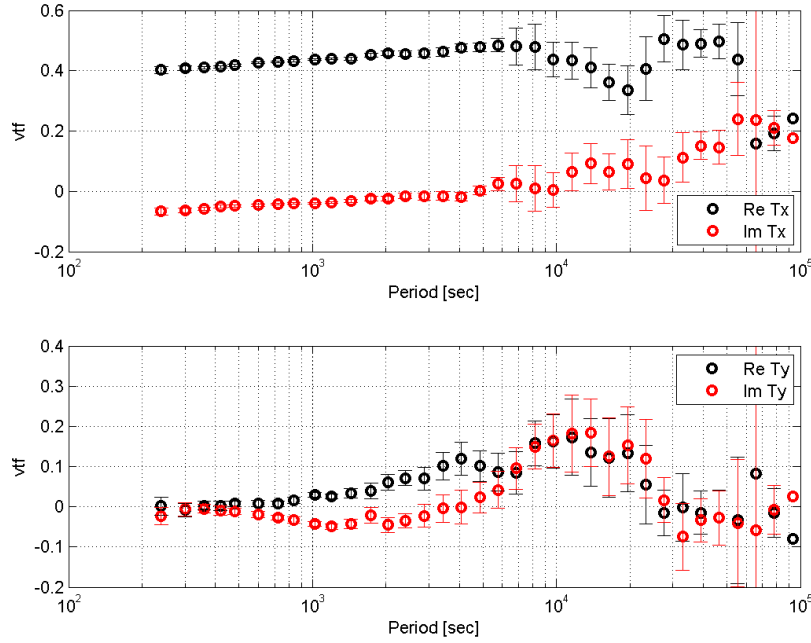 0.6
0.4
0.2
0
-0.2
vtf
10^2
10^3
10^4
10^5
Period [sec]
Re Tx
Im Tx
0.4
0.3
0.2
0.1
0
-0.1
-0.2
vtf
10^2
10^3
10^4
10^5
Period [sec]
Re Ty
Im Ty